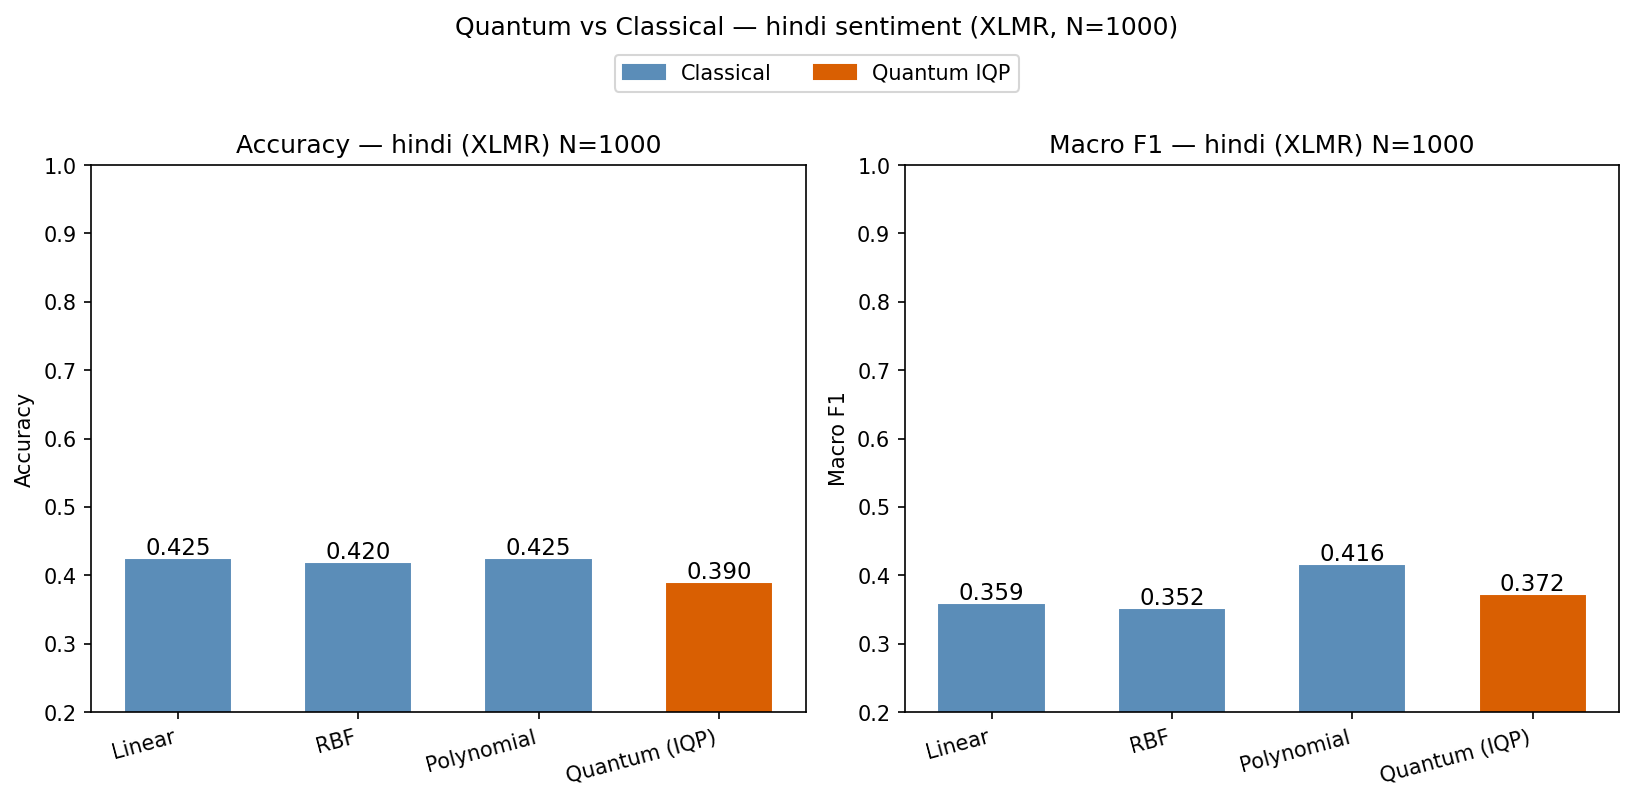 Quantum vs Classical — hindi sentiment (XLMR, N=1000)
Classical
Quantum IQP
Accuracy — hindi (XLMR) N=1000
1.0
0.9
0.8
0.7
0.6
0.5
0.4
0.3
0.2
Accuracy
0.425
0.420
0.425
0.390
Linear
RBF
Polynomial
Quantum (IQP)
Macro F1 — hindi (XLMR) N=1000
1.0
0.9
0.8
0.7
0.6
0.5
0.4
0.3
0.2
Macro F1
0.359
0.352
0.416
0.372
Linear
RBF
Polynomial
Quantum (IQP)